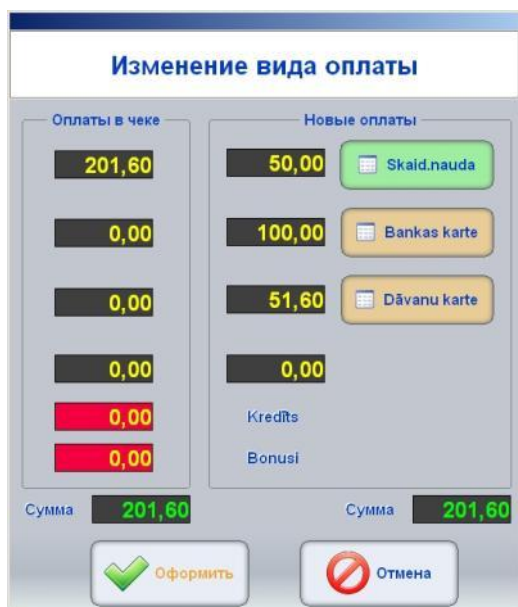 Изменение вида оплаты
Оплаты в чеке
Новые оплаты
201,60
50,00
Skaid.nauda
0,00
100,00
Bankas karte
0,00
51,60
Dāvanu karte
0,00
0,00
0,00
Kredīts
0,00
Bonusi
Сумма
201,60
Сумма
201,60
Оформить
Отмена